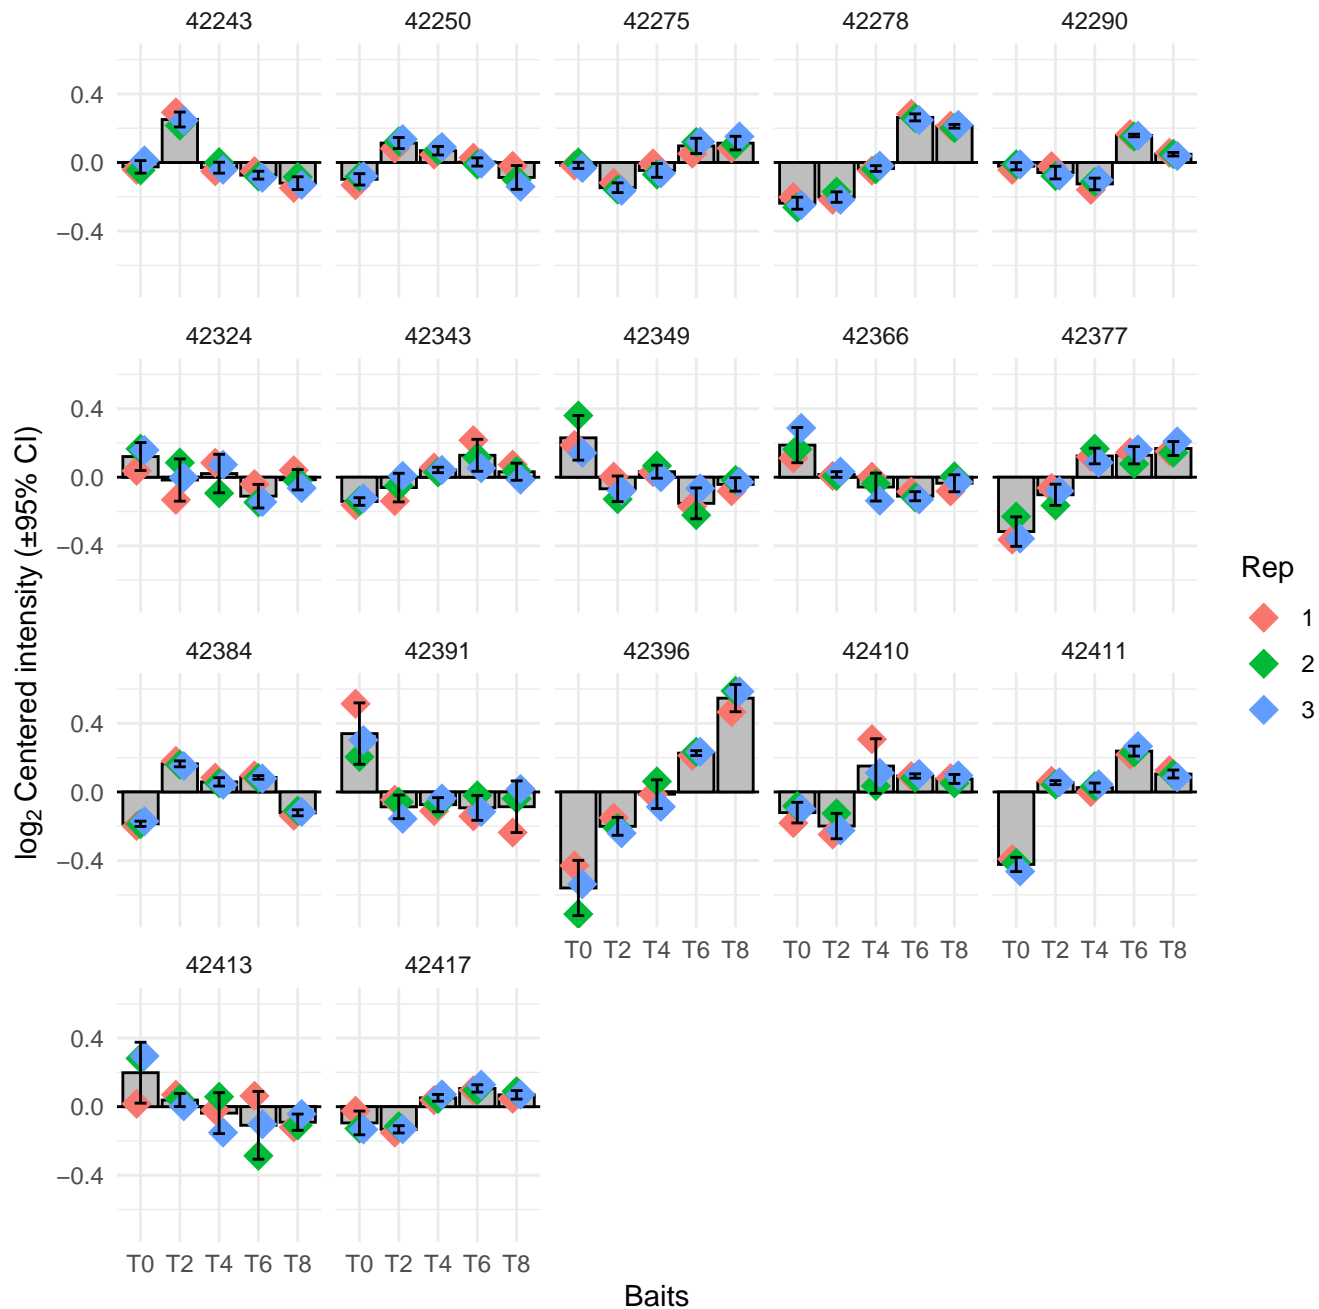 42243 42250 42275 42278 42290
0.4
0.0
−0.4
42324 42343 42349 42366 42377
0.4
0.0
−0.4
log2 Centered intensity (±95% CI)
Rep
1
2
3
42384 42391 42396 42410 42411
0.4
0.0
−0.4
T0 T2 T4 T6 T8 T0 T2 T4 T6 T8 T0 T2 T4 T6 T8
42413 42417
0.4
0.0
−0.4
T0 T2 T4 T6 T8 T0 T2 T4 T6 T8
Baits